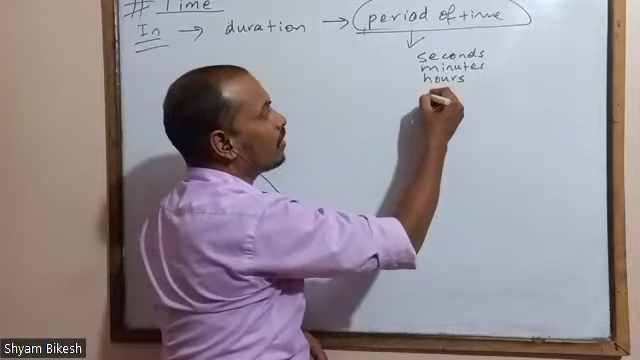 # Time
In → duration → period of time
seconds
minutes
hours
Shyam Bikesh